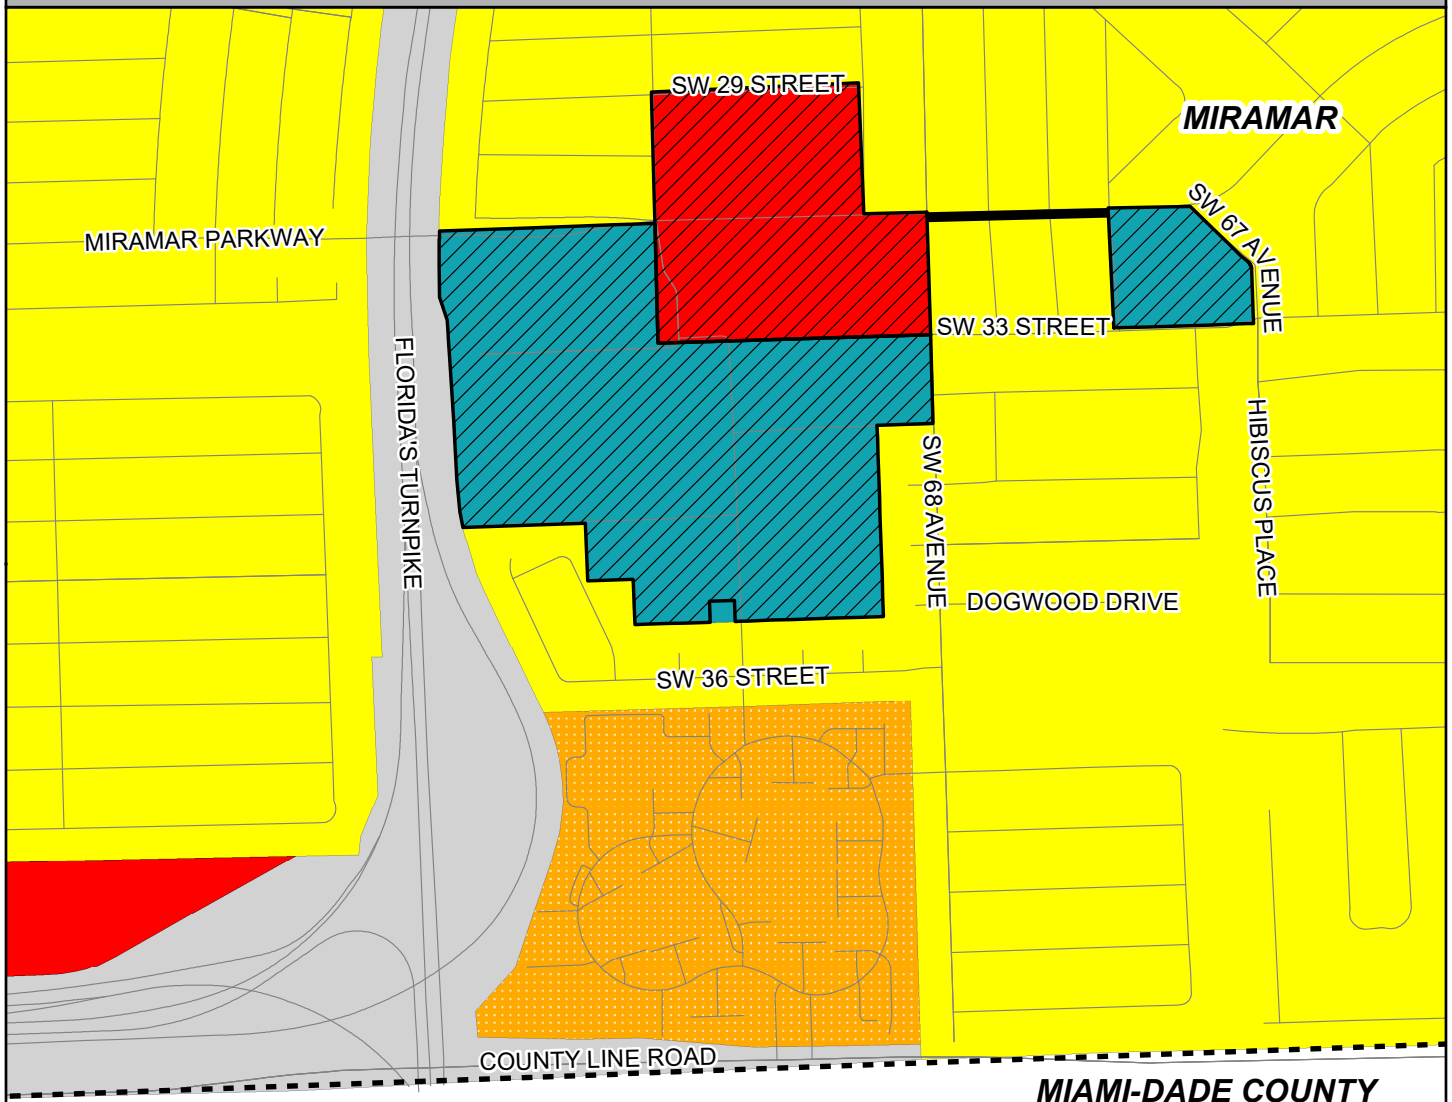 SW 29 STREET
MIRAMAR
SW 67 AVENUE
MIRAMAR PARKWAY
SW 33 STREET
FLORIDA'S TURNPIKE
HIBISCUS PLACE
SW 68 AVENUE
DOGWOOD DRIVE
SW 36 STREET
COUNTY LINE ROAD
MIAMI-DADE COUNTY